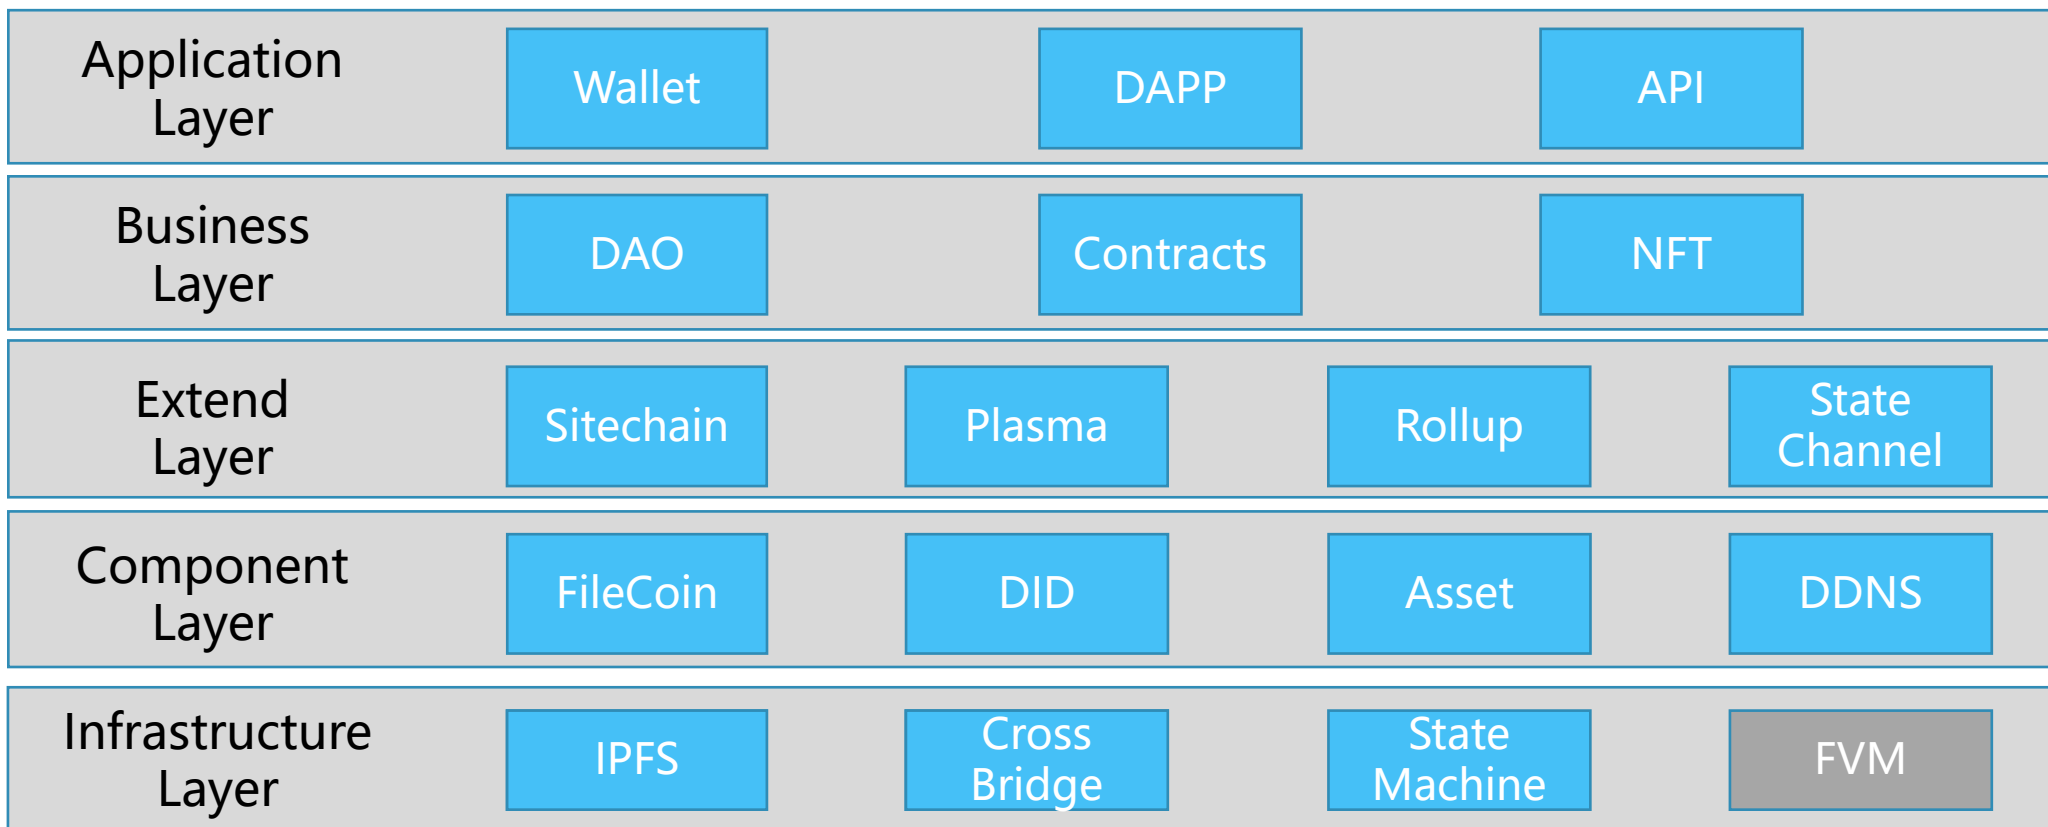 Application
Layer
Wallet
DAPP
API
Business
Layer
DAO
Contracts
NFT
Extend
Layer
Sitechain
Plasma
Rollup
State
Channel
Component
Layer
FileCoin
DID
Asset
DDNS
Infrastructure
Layer
IPFS
Cross
Bridge
State
Machine
FVM